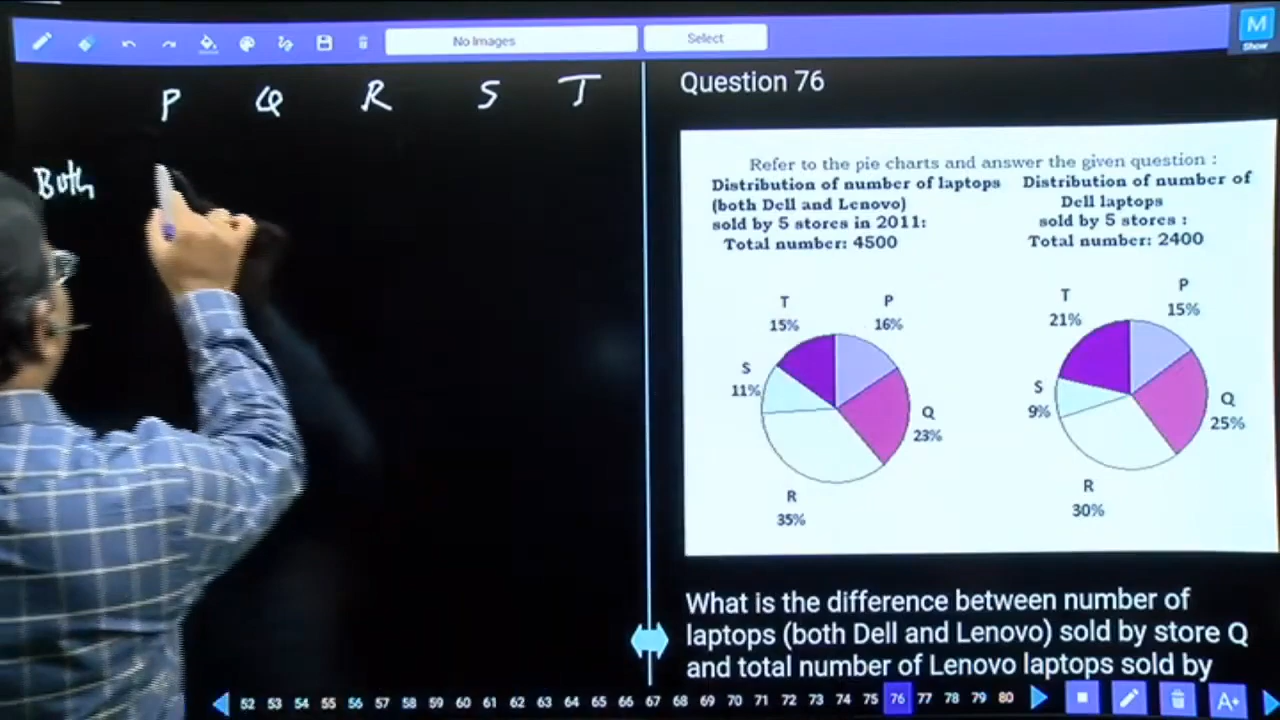 No Images
Select
M
Show
P Q R S T
Both
Question 76
Refer to the pie charts and answer the given question :
Distribution of number of laptops
(both Dell and Lenovo)
sold by 5 stores in 2011:
Total number: 4500
Distribution of number of
Dell laptops
sold by 5 stores :
Total number: 2400
T
15%
P
16%
S
11%
Q
23%
R
35%
T
21%
P
15%
S
9%
Q
25%
R
30%
What is the difference between number of
laptops (both Dell and Lenovo) sold by store Q
and total number of Lenovo laptops sold by
52 53 54 55 56 57 58 59 60 61 62 63 64 65 66 67 68 69 70 71 72 73 74 75 76 77 78 79 80
A+